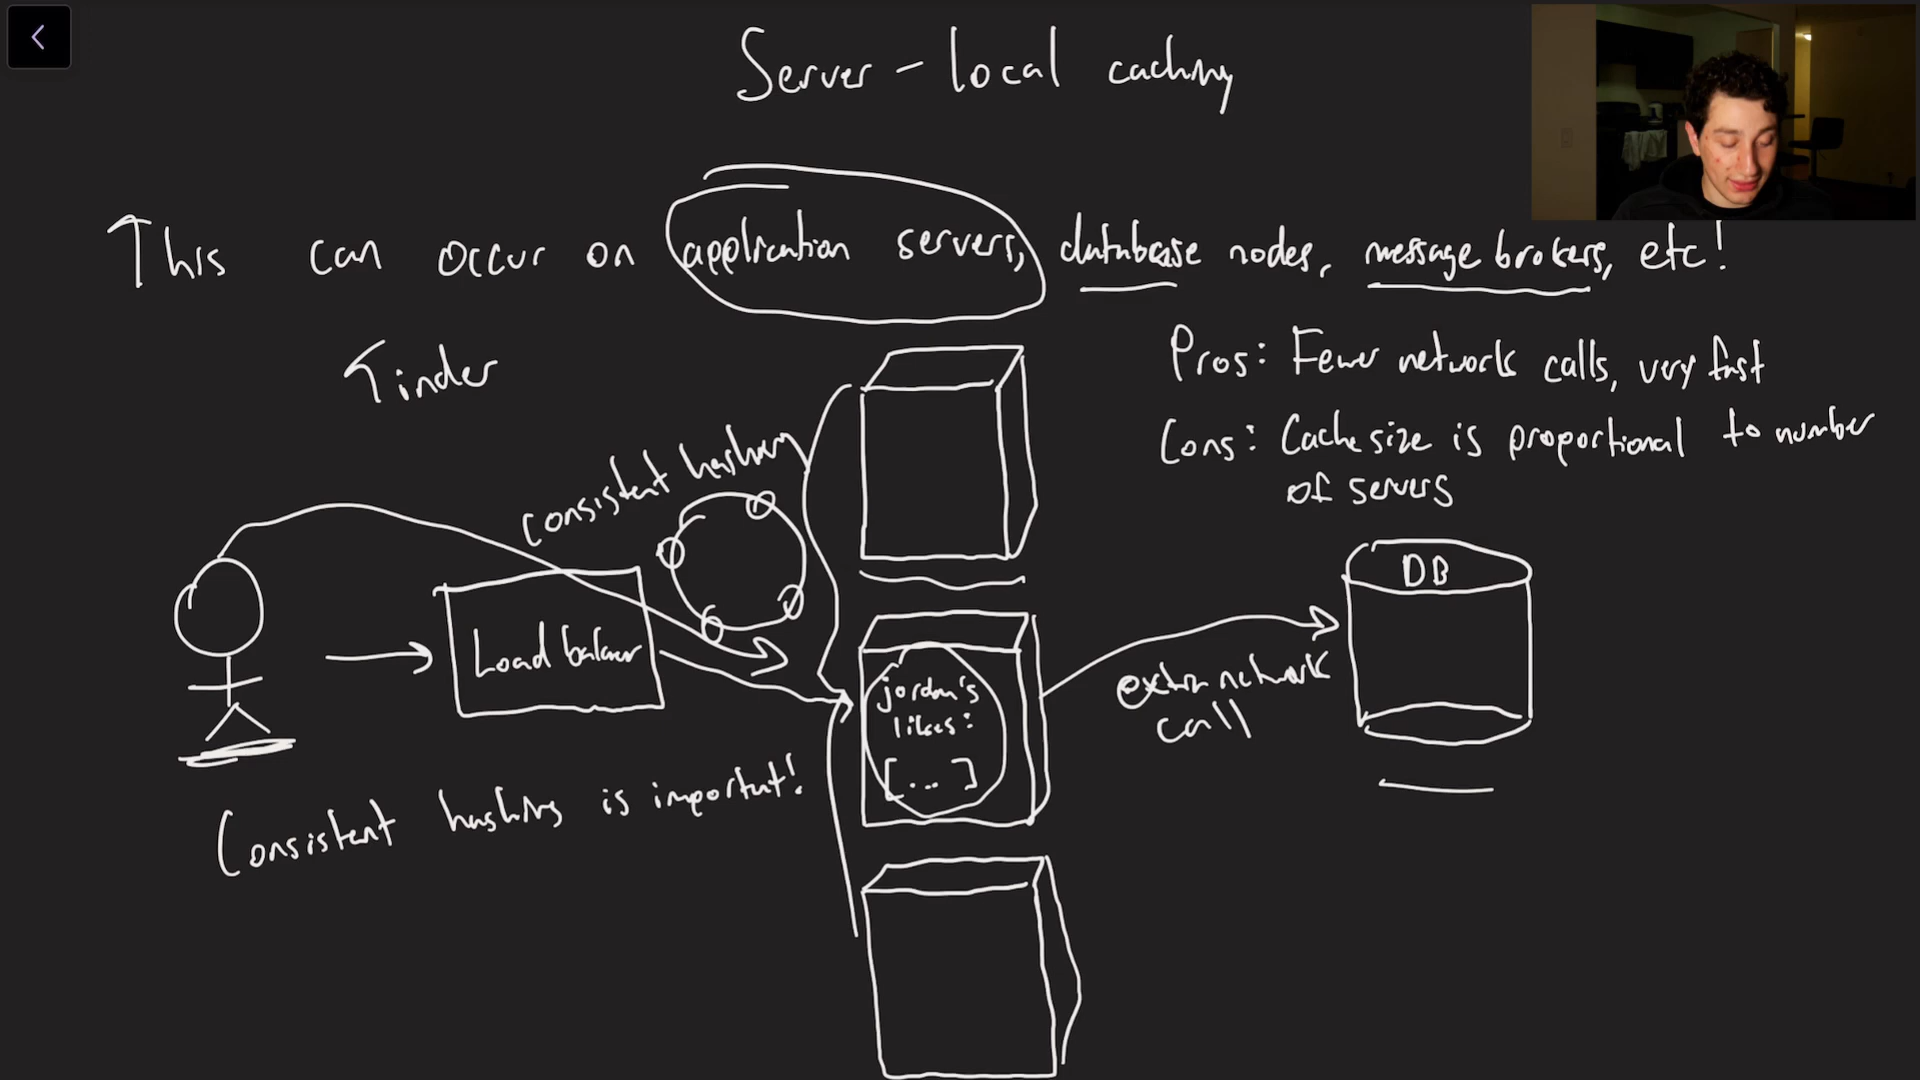 Server - local caching
This can occur on application servers, database nodes, message brokers, etc!
Tinder
Pros: Fewer network calls, very fast
Cons: Cache size is proportional to number
of servers
consistent hashing
DB
Load balancer
jordan's
likes:
[...]
extra network
call
Consistent hashing is important!